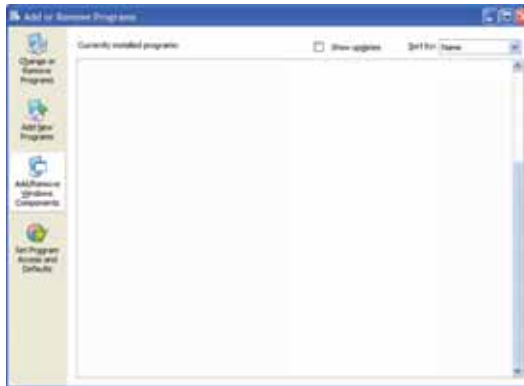 Add or Remove Programs
Change or
Remove
Programs
Currently installed programs:
Show updates
Sort by: Name
Add New
Programs
Add/Remove
Windows
Components
Set Program
Access and
Defaults